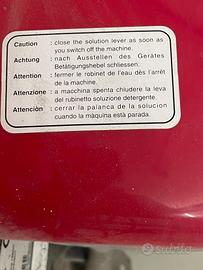 Caution : close the solution lever as soon as
you switch off the machine.
Achtung : nach Ausstellen des Gerätes
Betätigungshebel schliessen.
Attention : fermer le robinet de l'eau dès l'arrêt
de la machine.
Attenzione : a macchina spenta chiudere la leva
del rubinetto soluzione detergente.
Atención : cerrar la palanca de la solucion
cuando la màquina està parada.
subito